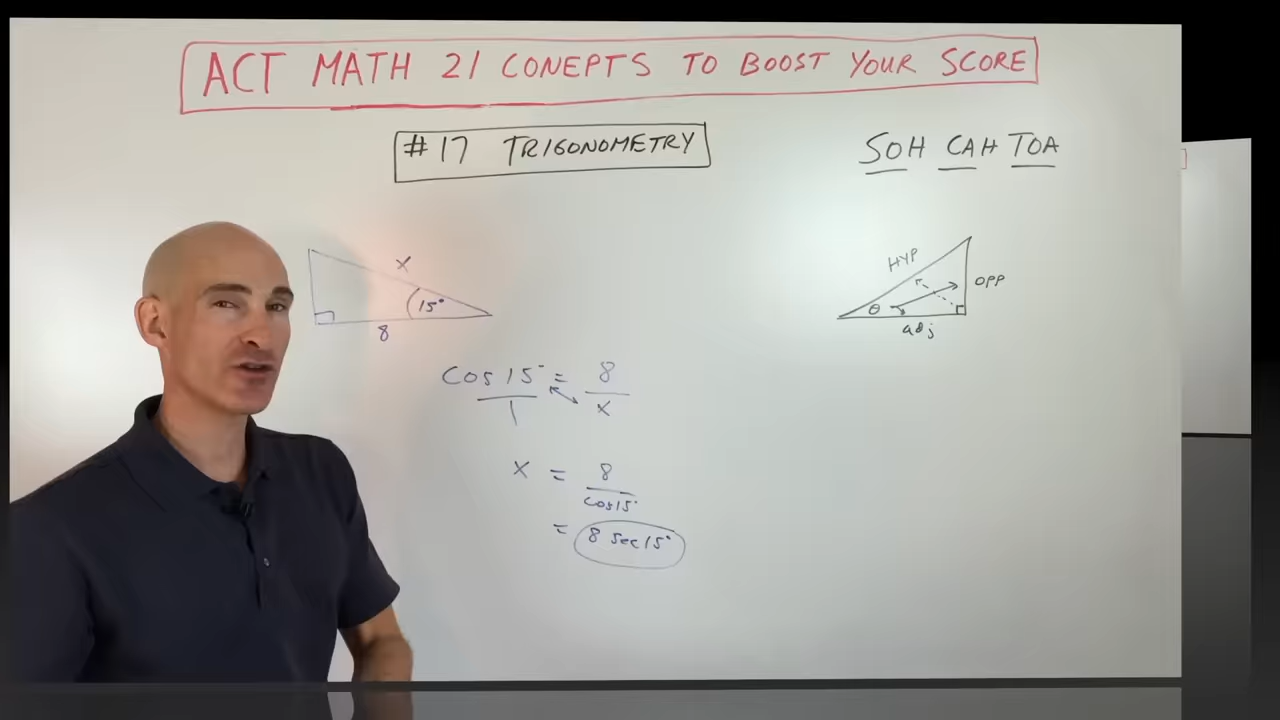 ACT MATH 21 CONEPTS TO BOOST YOUR SCORE
#17 TRIGONOMETRY
SOH CAH TOA
x
15°
8
HYP
OPP
θ
adj
cos 15° = 8
1 x
x = 8
cos 15°
= 8 sec 15°